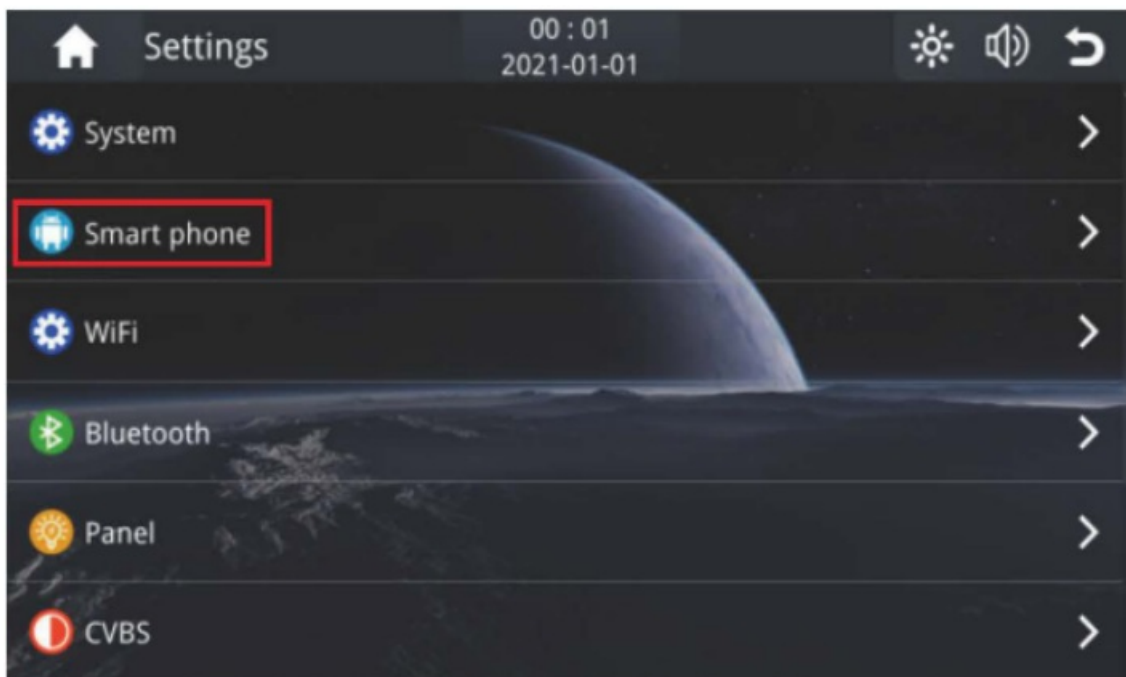 Settings
00 : 01
2021-01-01
System
Smart phone
WiFi
Bluetooth
Panel
CVBS